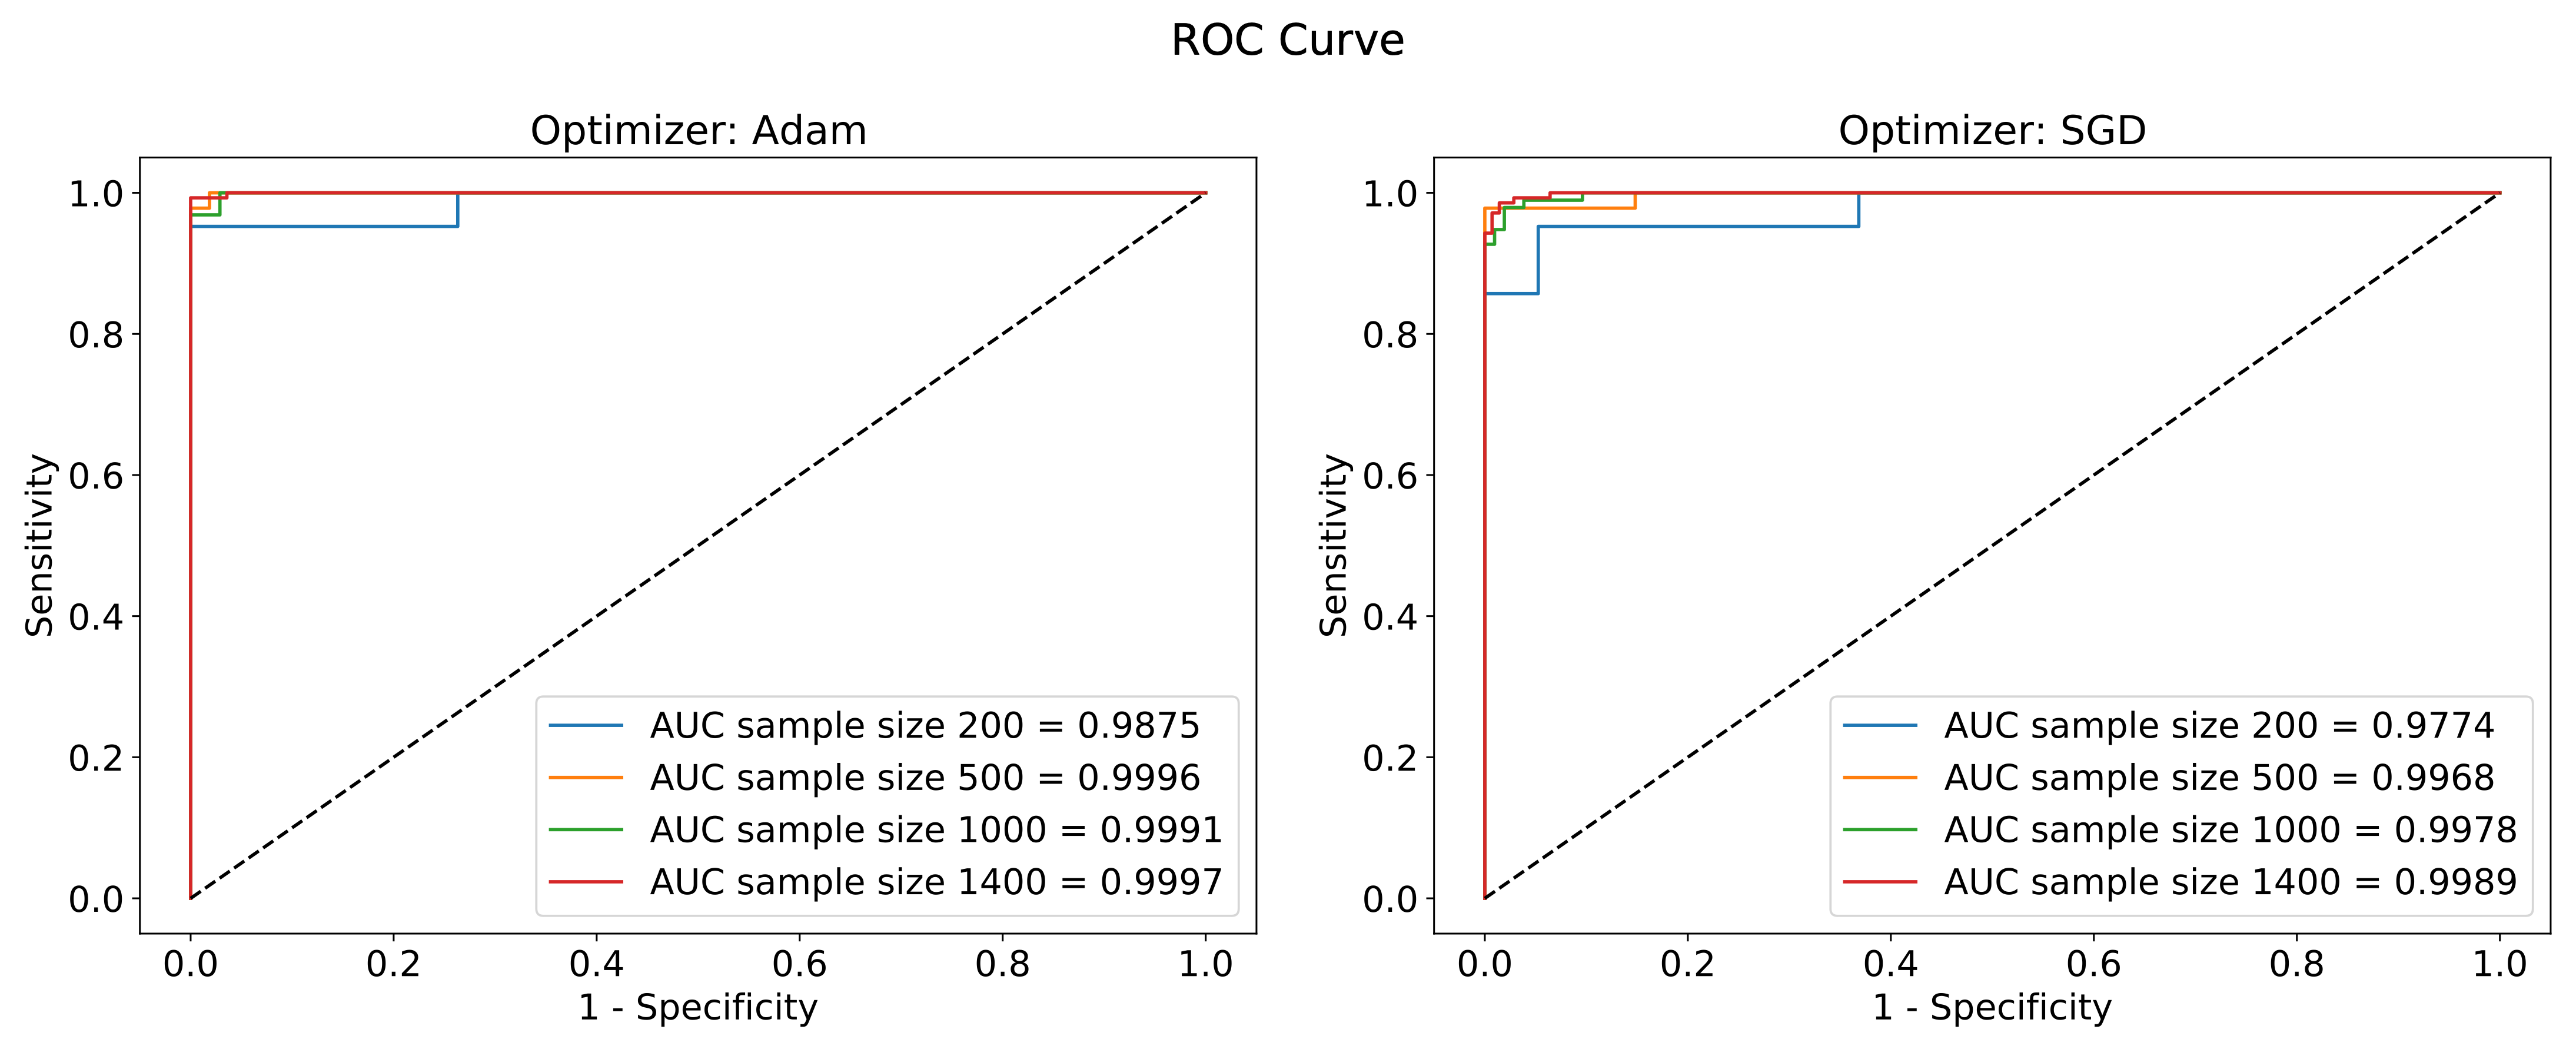 ROC Curve
Optimizer: Adam
Sensitivity
1.0
0.8
0.6
0.4
0.2
0.0
0.0 0.2 0.4 0.6 0.8 1.0
1 - Specificity
AUC sample size 200 = 0.9875
AUC sample size 500 = 0.9996
AUC sample size 1000 = 0.9991
AUC sample size 1400 = 0.9997
Optimizer: SGD
Sensitivity
1.0
0.8
0.6
0.4
0.2
0.0
0.0 0.2 0.4 0.6 0.8 1.0
1 - Specificity
AUC sample size 200 = 0.9774
AUC sample size 500 = 0.9968
AUC sample size 1000 = 0.9978
AUC sample size 1400 = 0.9989